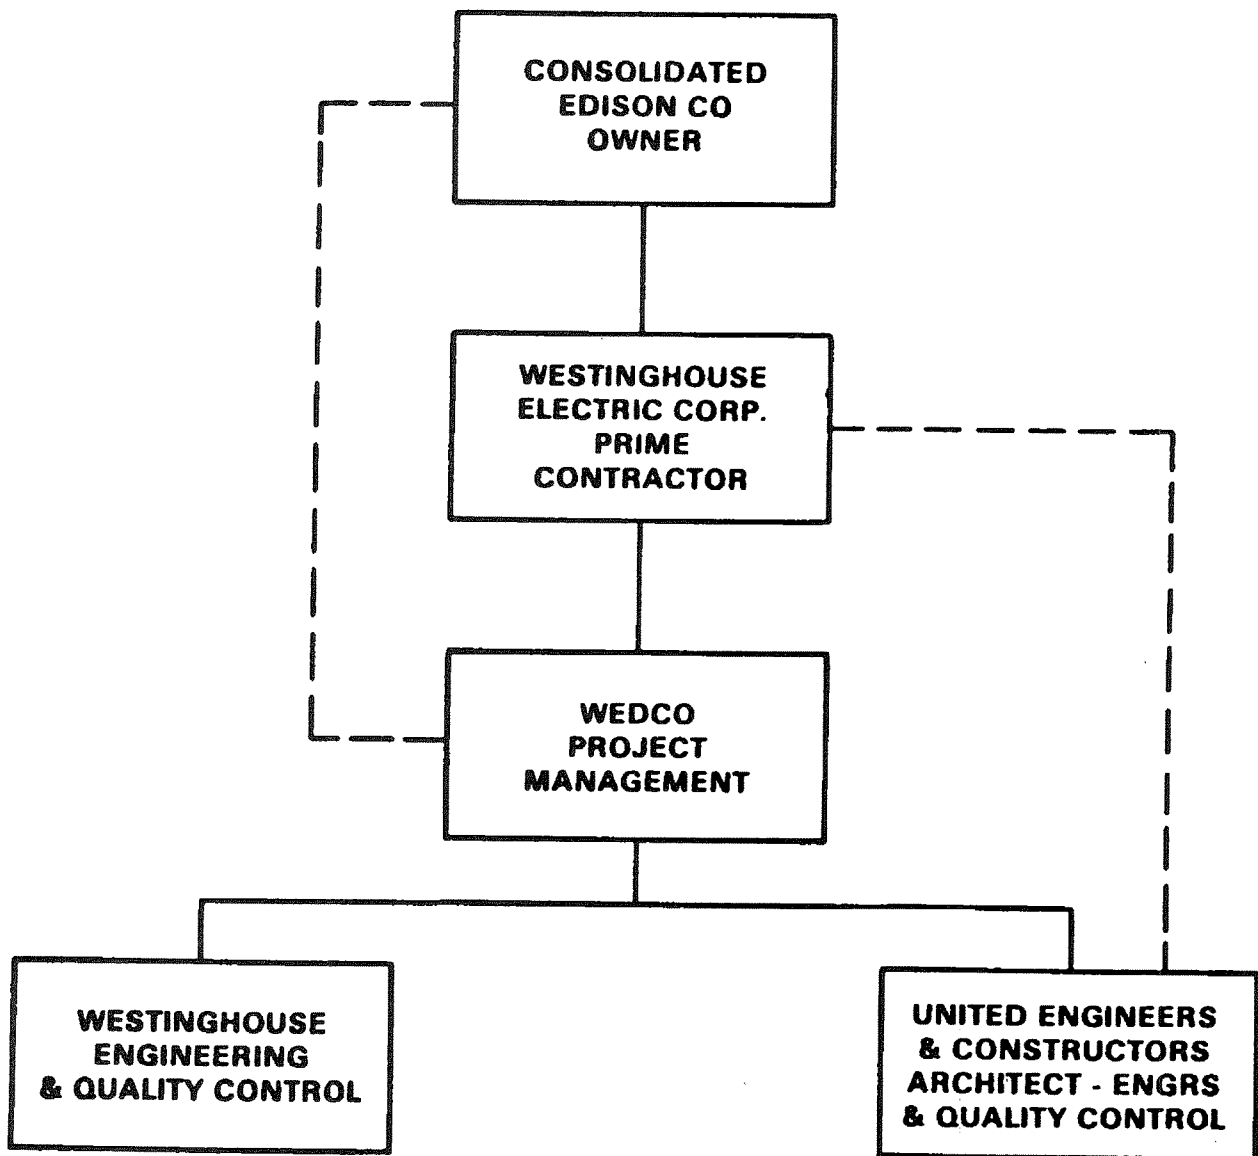 CONSOLIDATED
EDISON CO
OWNER
WESTINGHOUSE
ELECTRIC CORP.
PRIME
CONTRACTOR
WEDCO
PROJECT
MANAGEMENT
WESTINGHOUSE
ENGINEERING
& QUALITY CONTROL
UNITED ENGINEERS
& CONSTRUCTORS
ARCHITECT - ENGRS
& QUALITY CONTROL